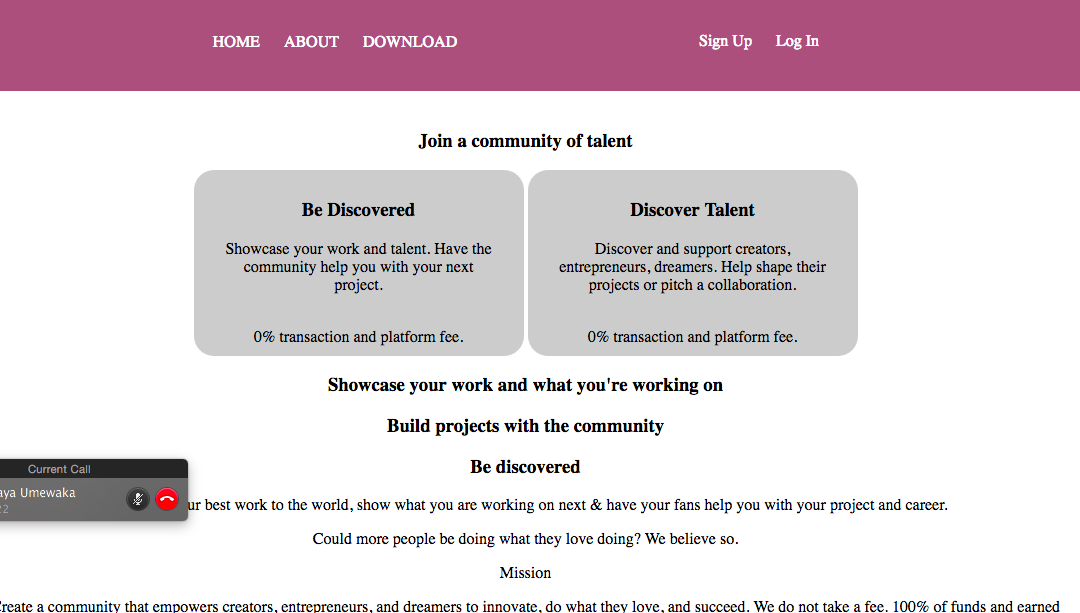 HOME ABOUT DOWNLOAD Sign Up Log In
Join a community of talent
Be Discovered
Showcase your work and talent. Have the
community help you with your next
project.
0% transaction and platform fee.
Discover Talent
Discover and support creators,
entrepreneurs, dreamers. Help shape their
projects or pitch a collaboration.
0% transaction and platform fee.
Showcase your work and what you're working on
Build projects with the community
Be discovered
Current Call
Umewaka
best work to the world, show what you are working on next & have your fans help you with your project and career.
Could more people be doing what they love doing? We believe so.
Mission
Create a community that empowers creators, entrepreneurs, and dreamers to innovate, do what they love, and succeed. We do not take a fee. 100% of funds and earned